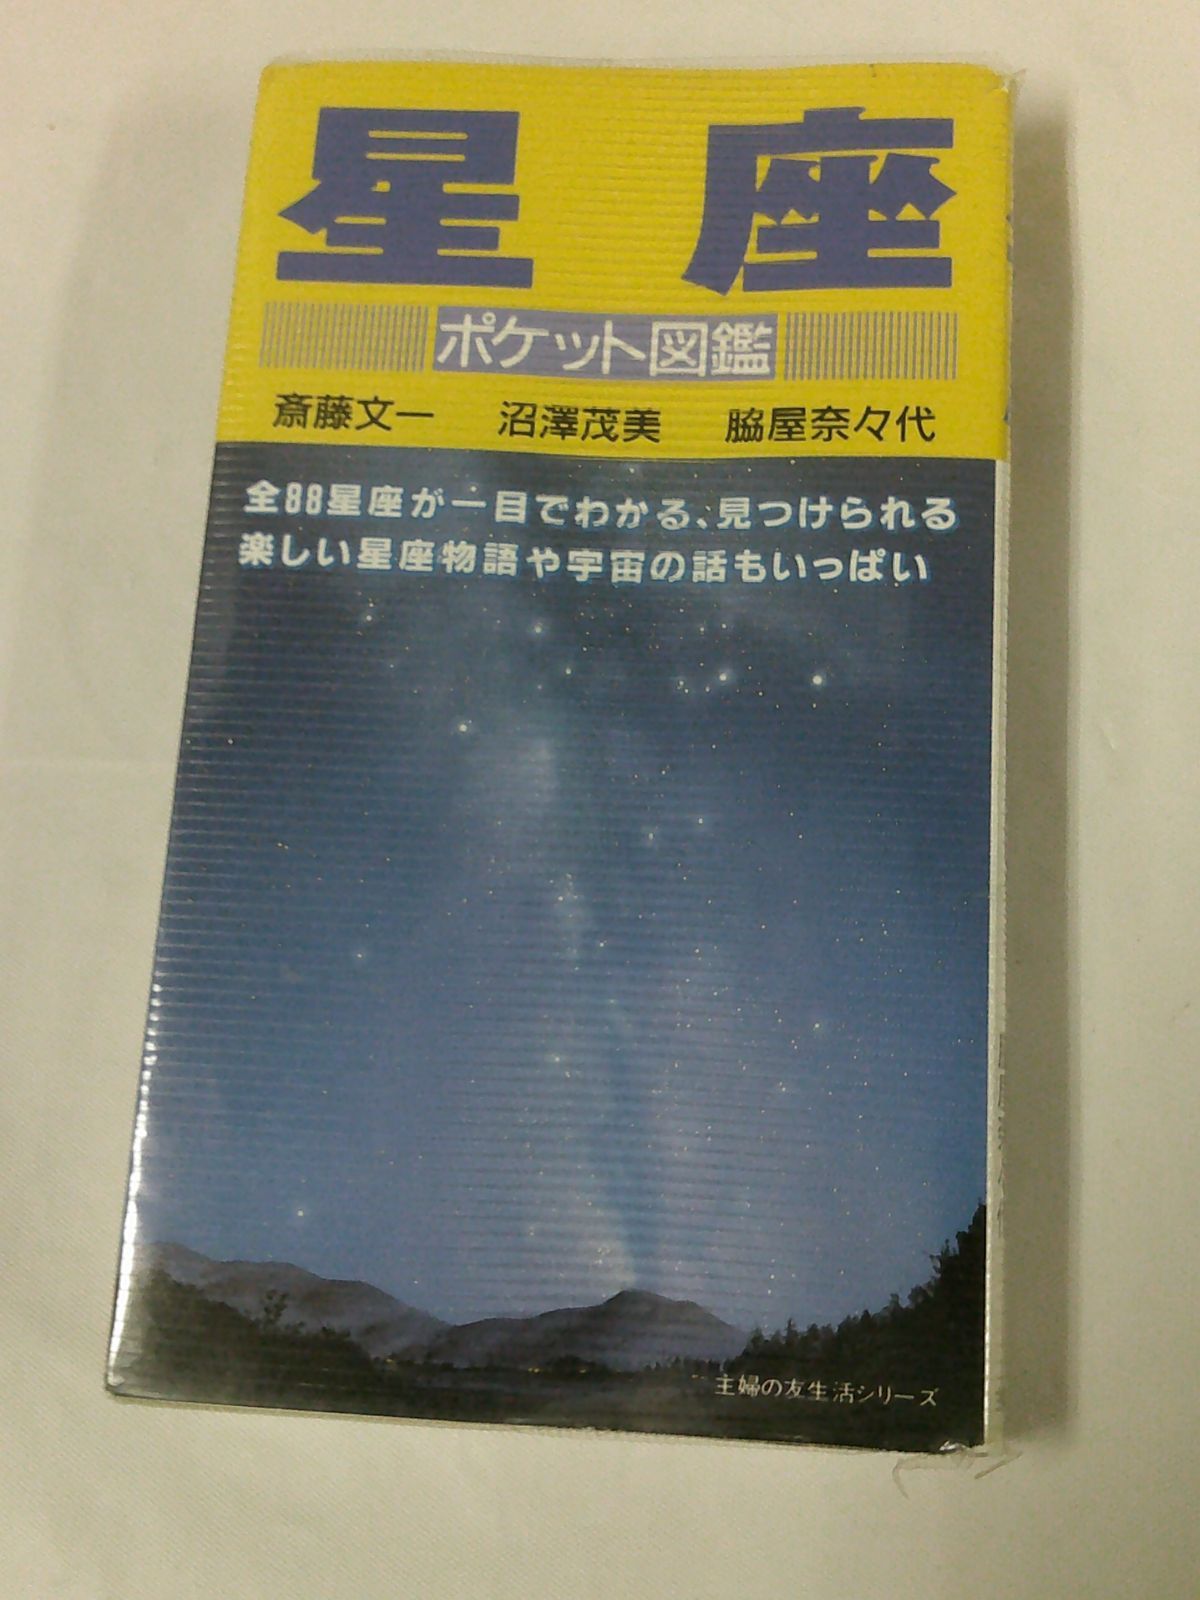 星座
ポケット図鑑
斎藤文一 沼澤茂美 脇屋奈々代
全88星座が一目でわかる、見つけられる
楽しい星座物語や宇宙の話もいっぱい
主婦の友生活シリーズ